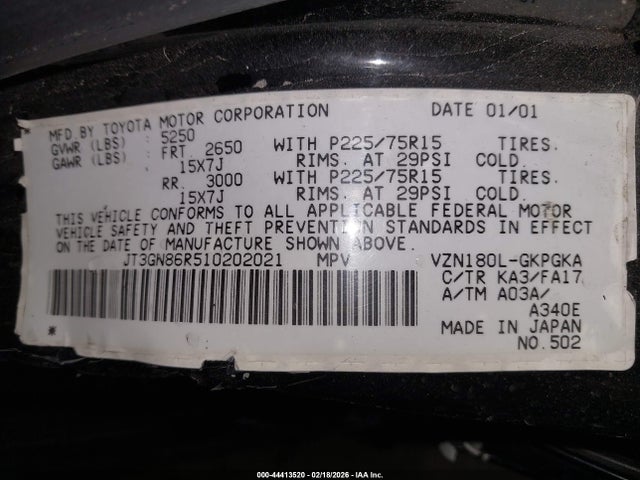 MFD.BY TOYOTA MOTOR CORPORATION DATE 01/01
GVWR (LBS) : 5250
GAWR (LBS) : FRT 2650 WITH P225/75R15 TIRES.
15X7J RIMS. AT 29PSI COLD.
RR. 3000 WITH P225/75R15 TIRES.
15X7J RIMS. AT 29PSI COLD.
THIS VEHICLE CONFORMS TO ALL APPLICABLE FEDERAL MOTOR
VEHICLE SAFETY AND THEFT PREVENTION STANDARDS IN EFFECT
ON THE DATE OF MANUFACTURE SHOWN ABOVE.
JT3GN86R510202021 MPV VZN180L-GKPGKA
C/TR KA3/FA17
A/TM A03A/
A340E
MADE IN JAPAN
NO.502
000-44413520 - 02/18/2026 - IAA Inc.